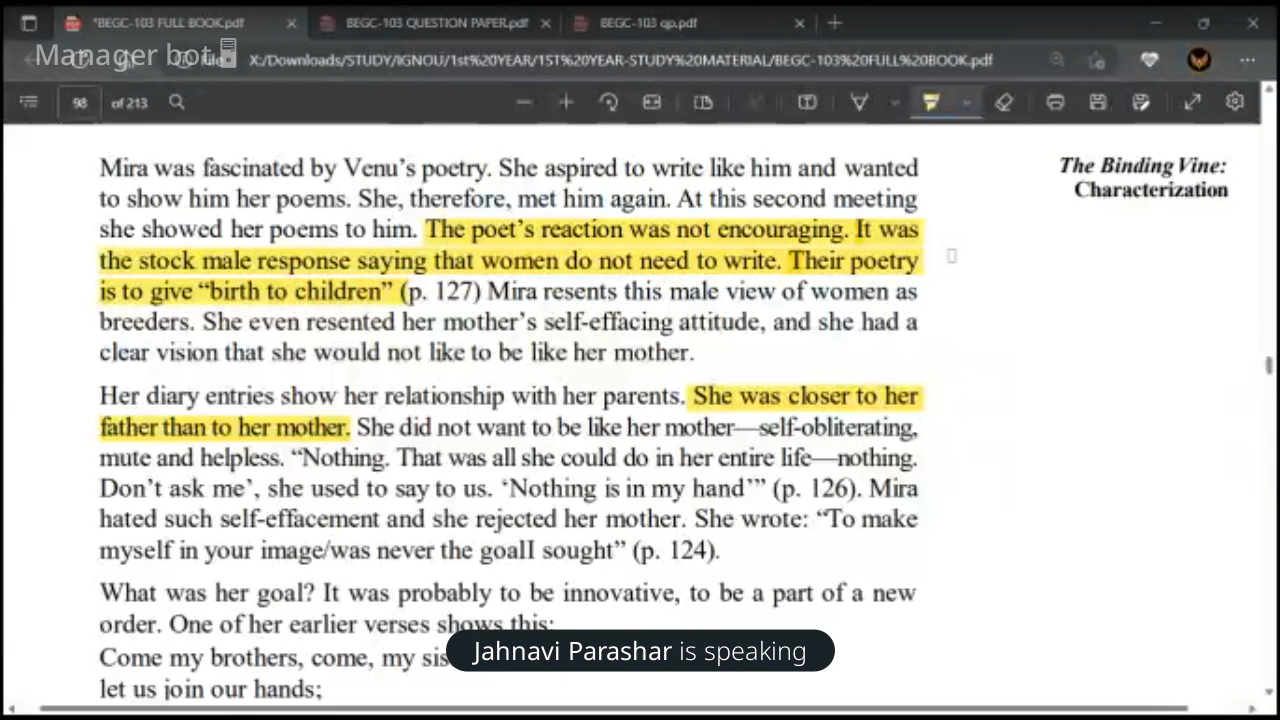 *BEGC-103 FULL BOOK.pdf
BEGC-103 QUESTION PAPER.pdf
BEGC-103 qp.pdf
Manager bot
File
X:/Downloads/STUDY/IGNOU/1st%20YEAR/1ST%20YEAR-STUDY%20MATERIAL/BEGC-103%20FULL%20BOOK.pdf
98 of 213
The Binding Vine:
Characterization
Mira was fascinated by Venu’s poetry. She aspired to write like him and wanted
to show him her poems. She, therefore, met him again. At this second meeting
she showed her poems to him. The poet’s reaction was not encouraging. It was
the stock male response saying that women do not need to write. Their poetry
is to give “birth to children” (p. 127) Mira resents this male view of women as
breeders. She even resented her mother’s self-effacing attitude, and she had a
clear vision that she would not like to be like her mother.
Her diary entries show her relationship with her parents. She was closer to her
father than to her mother. She did not want to be like her mother—self-obliterating,
mute and helpless. “Nothing. That was all she could do in her entire life—nothing.
Don’t ask me’, she used to say to us. ‘Nothing is in my hand’” (p. 126). Mira
hated such self-effacement and she rejected her mother. She wrote: “To make
myself in your image/was never the goalI sought” (p. 124).
What was her goal? It was probably to be innovative, to be a part of a new
order. One of her earlier verses shows this:
Come my brothers, come, my sis
let us join our hands;
Jahnavi Parashar is speaking